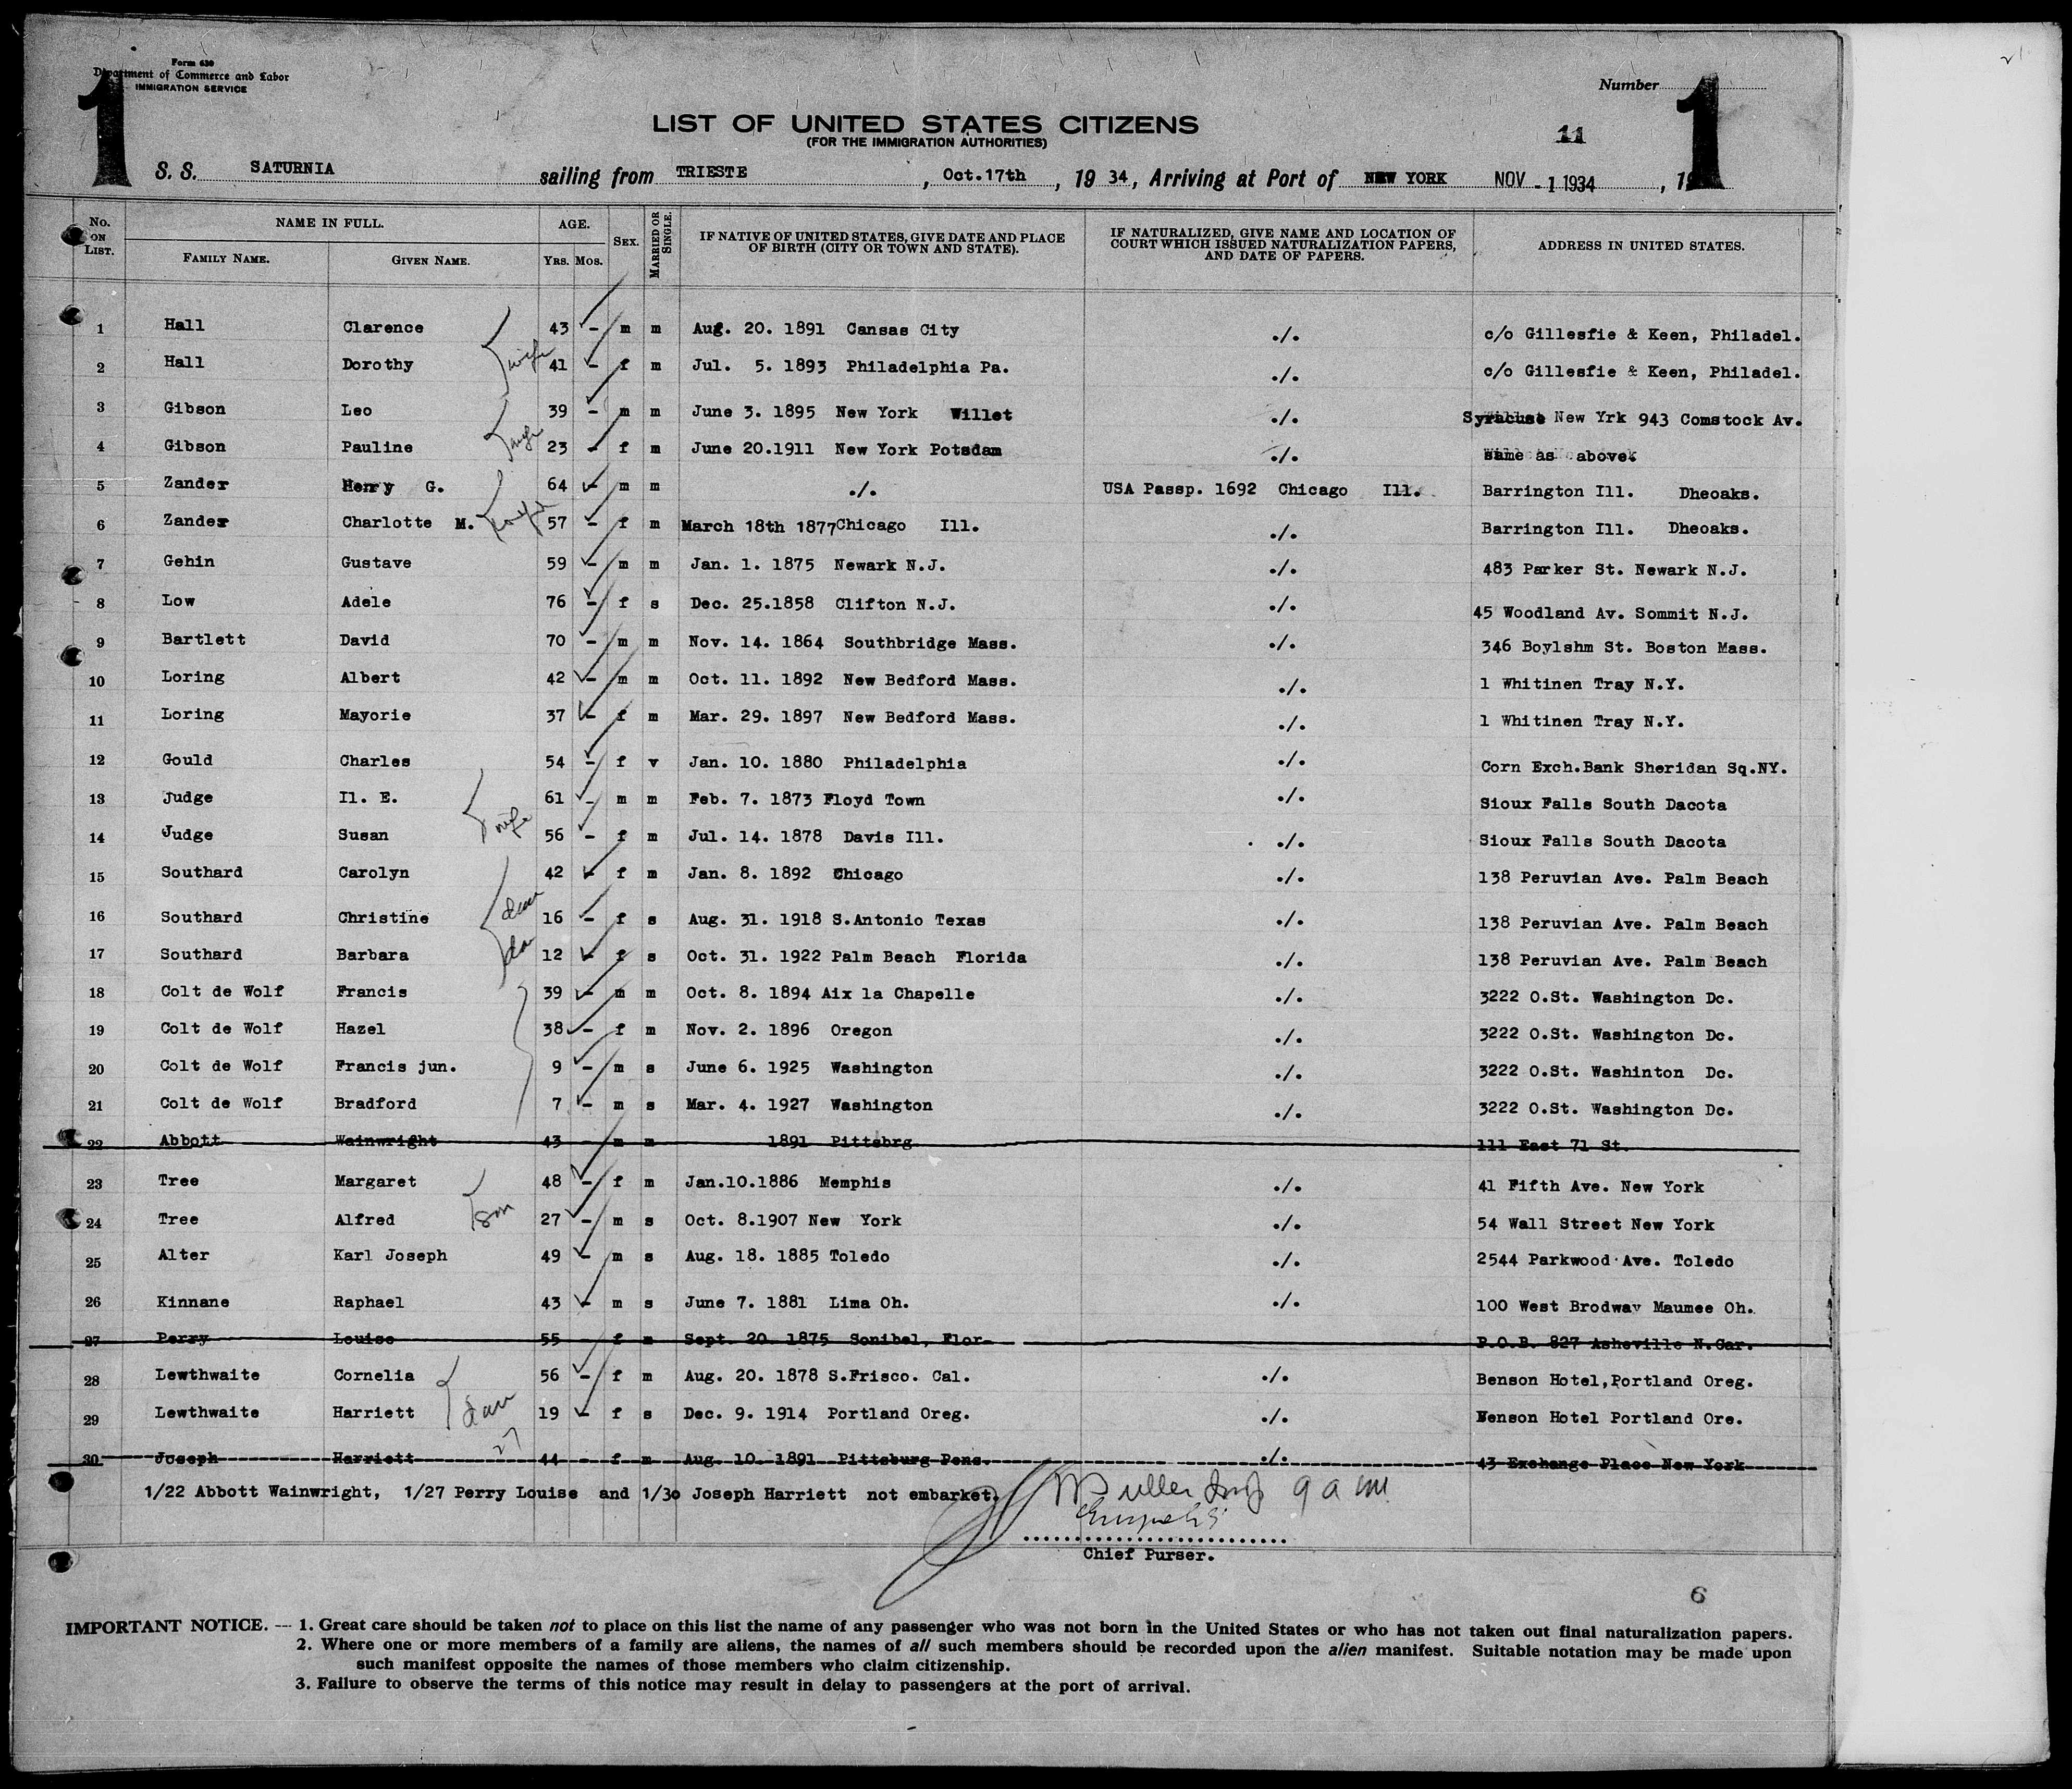 Form 630
Department of Commerce and Labor
IMMIGRATION SERVICE
1
Number
1
LIST OF UNITED STATES CITIZENS
(FOR THE IMMIGRATION AUTHORITIES)
11
S. S. SATURNIA sailing from TRIESTE, Oct.17th, 19 34, Arriving at Port of NEW YORK NOV - 1 1934, 19
No. ON LIST. NAME IN FULL. FAMILY NAME. GIVEN NAME. AGE. YRS. MOS. SEX. MARRIED OR SINGLE. IF NATIVE OF UNITED STATES, GIVE DATE AND PLACE OF BIRTH (CITY OR TOWN AND STATE). IF NATURALIZED, GIVE NAME AND LOCATION OF COURT WHICH ISSUED NATURALIZATION PAPERS, AND DATE OF PAPERS. ADDRESS IN UNITED STATES.
1 Hall Clarence 43 - m m Aug. 20. 1891 Cansas City ./. c/o Gillesfie & Keen, Philadel.
2 Hall Dorothy wife 41 - f m Jul. 5. 1893 Philadelphia Pa. ./. c/o Gillesfie & Keen, Philadel.
3 Gibson Leo 39 - m m June 3. 1895 New York Willet ./. Syracuse New Yrk 943 Comstock Av.
4 Gibson Pauline wife 23 - f m June 20.1911 New York Potsdam ./. same as above.
5 Zander Henry G. 64 - m m ./. USA Passp. 1692 Chicago Ill. Barrington Ill. Dheoaks.
6 Zander Charlotte M. wife 57 - f m March 18th 1877 Chicago Ill. ./. Barrington Ill. Dheoaks.
7 Gehin Gustave 59 - m m Jan. 1. 1875 Newark N.J. ./. 483 Parker St. Newark N.J.
8 Low Adele 76 - f s Dec. 25.1858 Clifton N.J. ./. 45 Woodland Av. Sommit N.J.
9 Bartlett David 70 - m m Nov. 14. 1864 Southbridge Mass. ./. 346 Boylshm St. Boston Mass.
10 Loring Albert 42 - m m Oct. 11. 1892 New Bedford Mass. ./. 1 Whitinen Tray N.Y.
11 Loring Mayorie 37 - f m Mar. 29. 1897 New Bedford Mass. ./. 1 Whitinen Tray N.Y.
12 Gould Charles 54 - f v Jan. 10. 1880 Philadelphia ./. Corn Exch.Bank Sheridan Sq.NY.
13 Judge Il. E. 61 - m m Feb. 7. 1873 Floyd Town ./. Sioux Falls South Dacota
14 Judge Susan wife 56 - f m Jul. 14. 1878 Davis Ill. ./. Sioux Falls South Dacota
15 Southard Carolyn 42 - f m Jan. 8. 1892 Chicago ./. 138 Peruvian Ave. Palm Beach
16 Southard Christine dau 16 - f s Aug. 31. 1918 S.Antonio Texas ./. 138 Peruvian Ave. Palm Beach
17 Southard Barbara da 12 - f s Oct. 31. 1922 Palm Beach Florida ./. 138 Peruvian Ave. Palm Beach
18 Colt de Wolf Francis 39 - m m Oct. 8. 1894 Aix la Chapelle ./. 3222 O.St. Washington Dc.
19 Colt de Wolf Hazel 38 - f m Nov. 2. 1896 Oregon ./. 3222 O.St. Washington Dc.
20 Colt de Wolf Francis jun. 9 - m s June 6. 1925 Washington ./. 3222 O.St. Washinton Dc.
21 Colt de Wolf Bradford 7 - m s Mar. 4. 1927 Washington ./. 3222 O.St. Washington Dc.
22 Abbott Wainwright 43 m m 1891 Pittsbrg 111 East 71 St.
23 Tree Margaret 48 - f m Jan.10.1886 Memphis ./. 41 Fifth Ave. New York
24 Tree Alfred son 27 - m s Oct. 8.1907 New York ./. 54 Wall Street New York
25 Alter Karl Joseph 49 - m s Aug. 18. 1885 Toledo ./. 2544 Parkwood Ave. Toledo
26 Kinnane Raphael 43 - m s June 7. 1881 Lima Oh. ./. 100 West Brodway Maumee Oh.
27 Perry Louise 55 f m Sept. 20 1875 Sonibel, Flor- P.O.B. 827 Asheville N.Car.
28 Lewthwaite Cornelia 56 - f m Aug. 20. 1878 S.Frisco. Cal. ./. Benson Hotel, Portland Oreg.
29 Lewthwaite Harriett dau 19 - f s Dec. 9. 1914 Portland Oreg. ./. Benson Hotel Portland Ore.
27
30 Joseph Harriett 44 - f m Aug. 10. 1891 Pittsburg Pens. ./. 43 Exchange Place New York
1/22 Abbott Wainwright, 1/27 Perry Louise and 1/30 Joseph Harriett not embarket.
9 a m
Chief Purser.
6
IMPORTANT NOTICE. — 1. Great care should be taken not to place on this list the name of any passenger who was not born in the United States or who has not taken out final naturalization papers.
2. Where one or more members of a family are aliens, the names of all such members should be recorded upon the alien manifest. Suitable notation may be made upon
such manifest opposite the names of those members who claim citizenship.
3. Failure to observe the terms of this notice may result in delay to passengers at the port of arrival.